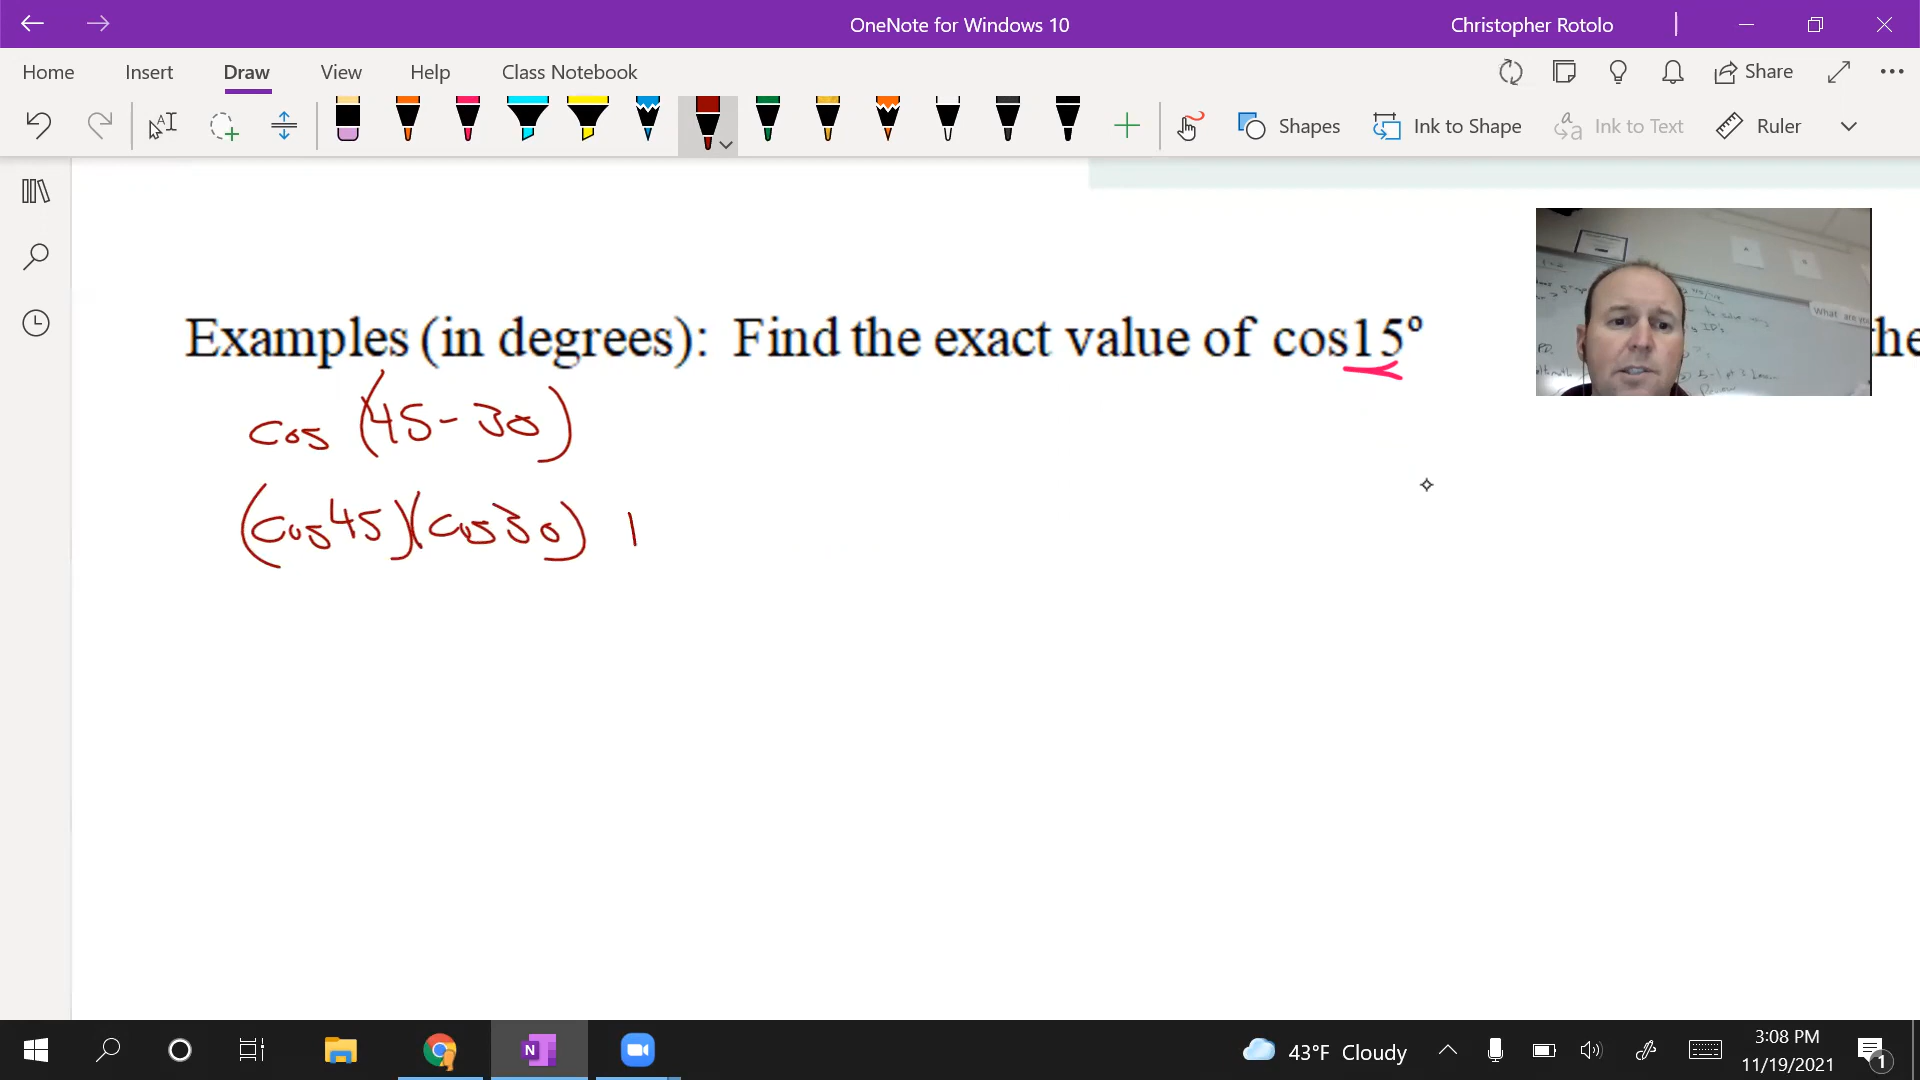 OneNote for Windows 10
Christopher Rotolo
Home Insert Draw View Help Class Notebook
Share
Shapes
Ink to Shape
Ink to Text
Ruler
Examples (in degrees): Find the exact value of cos15°
he
cos (45-30)
(cos45)(cos30) I
43°F Cloudy
3:08 PM
11/19/2021
1